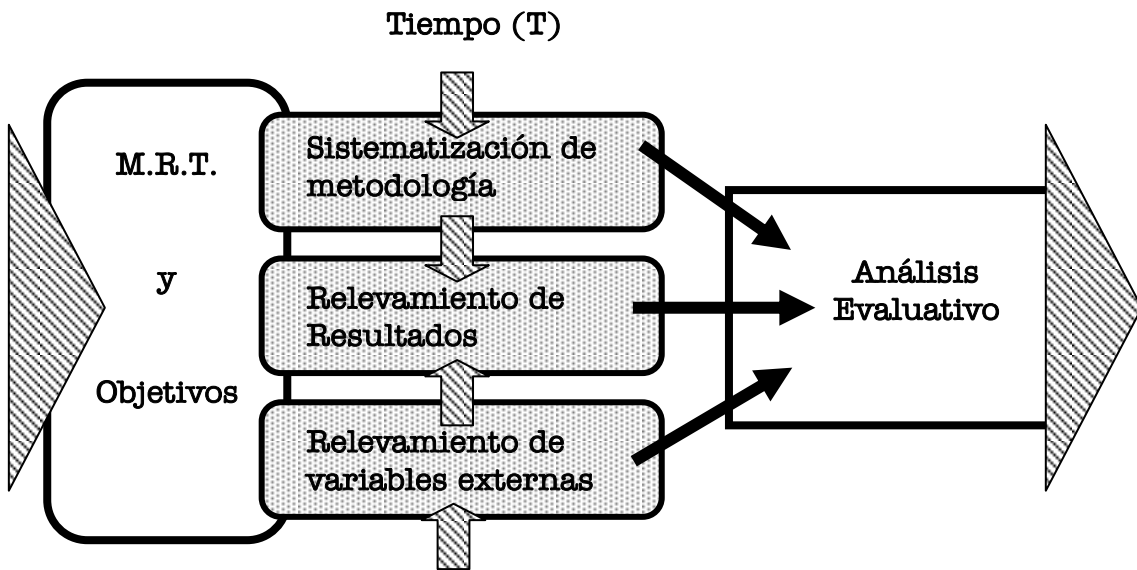 Tiempo (T)
M.R.T.
y
Objetivos
Sistematización de
metodología
Relevamiento de
Resultados
Relevamiento de
variables externas
Análisis
Evaluativo